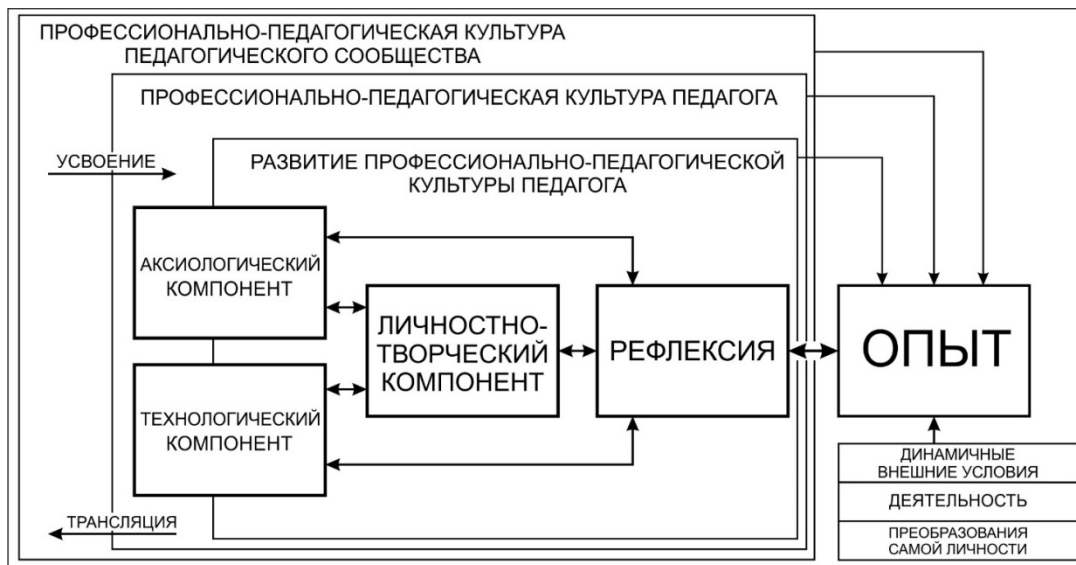 ПРОФЕССИОНАЛЬНО-ПЕДАГОГИЧЕСКАЯ КУЛЬТУРА
ПЕДАГОГИЧЕСКОГО СООБЩЕСТВА
ПРОФЕССИОНАЛЬНО-ПЕДАГОГИЧЕСКАЯ КУЛЬТУРА ПЕДАГОГА
УСВОЕНИЕ
РАЗВИТИЕ ПРОФЕССИОНАЛЬНО-ПЕДАГОГИЧЕСКОЙ
КУЛЬТУРЫ ПЕДАГОГА
АКСИОЛОГИЧЕСКИЙ
КОМПОНЕНТ
ЛИЧНОСТНО-
ТВОРЧЕСКИЙ
КОМПОНЕНТ
РЕФЛЕКСИЯ
ОПЫТ
ТЕХНОЛОГИЧЕСКИЙ
КОМПОНЕНТ
ДИНАМИЧНЫЕ
ВНЕШНИЕ УСЛОВИЯ
ДЕЯТЕЛЬНОСТЬ
ПРЕОБРАЗОВАНИЯ
САМОЙ ЛИЧНОСТИ
ТРАНСЛЯЦИЯ